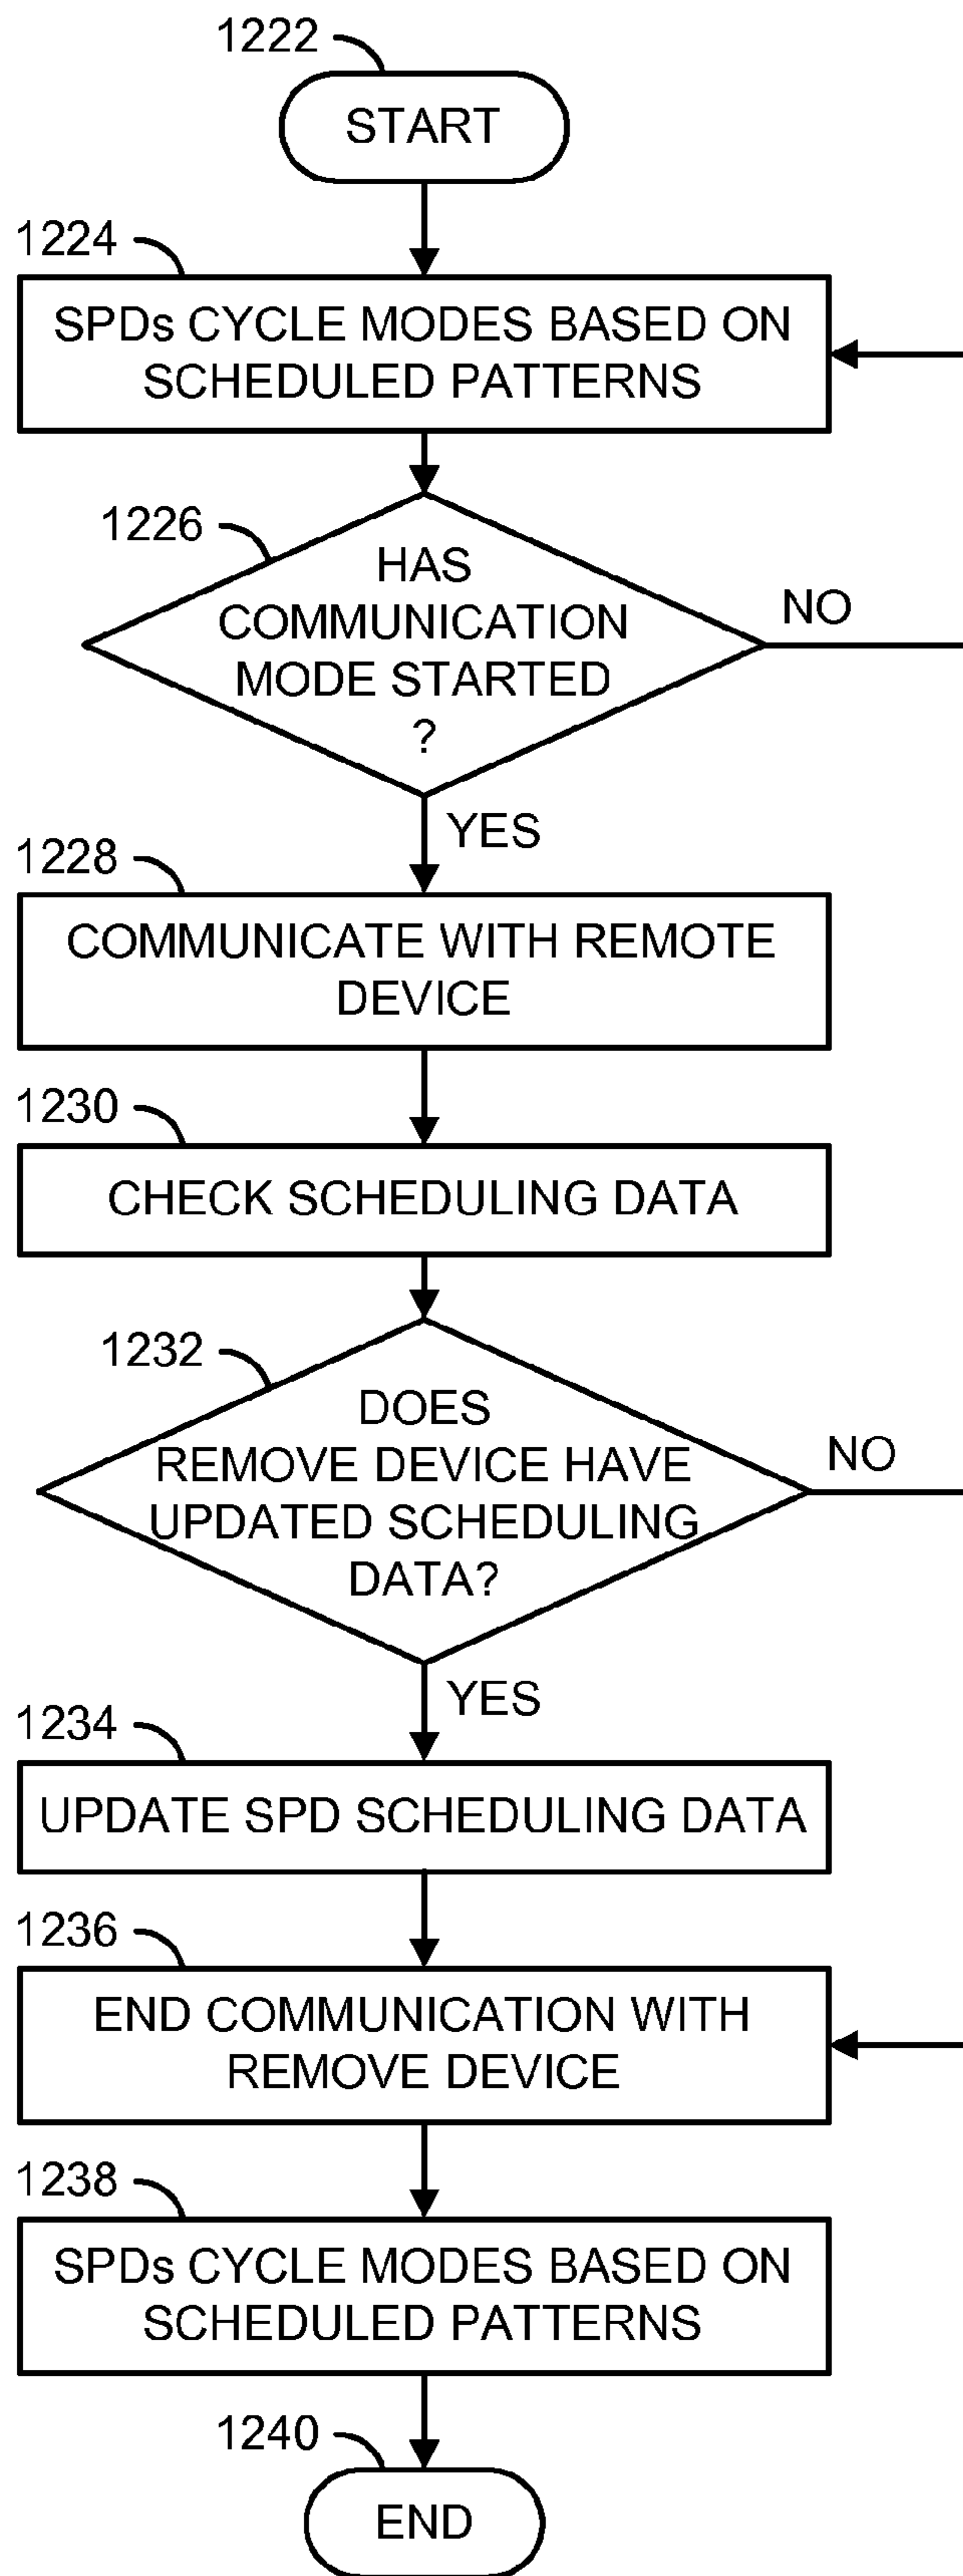 1222
START
1224
SPDs CYCLE MODES BASED ON
SCHEDULED PATTERNS
1226
HAS
COMMUNICATION
MODE STARTED
?
NO
YES
1228
COMMUNICATE WITH REMOTE
DEVICE
1230
CHECK SCHEDULING DATA
1232
DOES
REMOVE DEVICE HAVE
UPDATED SCHEDULING
DATA?
NO
YES
1234
UPDATE SPD SCHEDULING DATA
1236
END COMMUNICATION WITH
REMOVE DEVICE
1238
SPDs CYCLE MODES BASED ON
SCHEDULED PATTERNS
1240
END